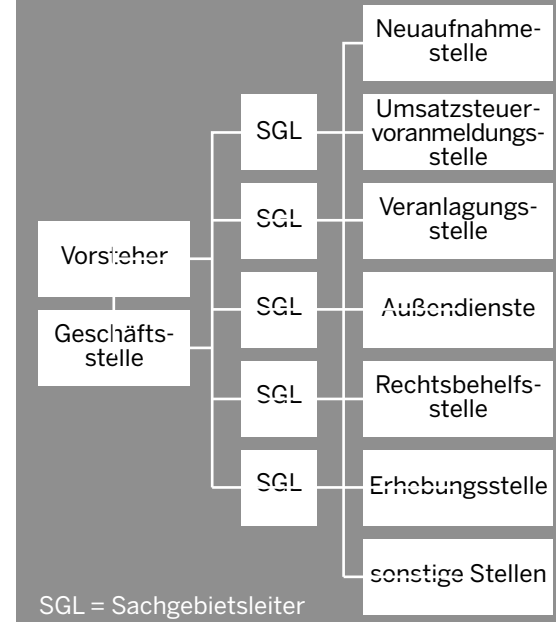 Vorsteher
Geschäfts-
stelle
SGL
SGL
SGL
SGL
SGL
Neuaufnahme-
stelle
Umsatzsteuer-
voranmeldungs-
stelle
Veranlagungs-
stelle
Außendienste
Rechtsbehelfs-
stelle
Erhebungsstelle
sonstige Stellen
SGL = Sachgebietsleiter